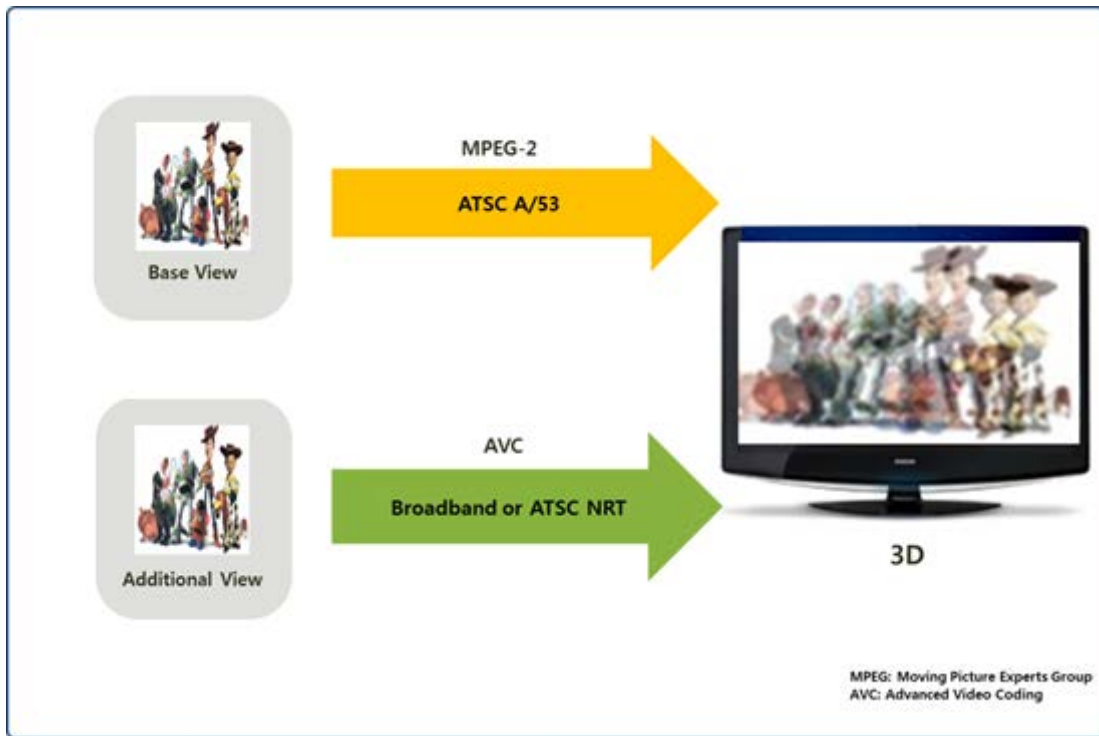 MPEG-2
ATSC A/53
Base View
AVC
Broadband or ATSC NRT
Additional View
3D
MPEG: Moving Picture Experts Group
AVC: Advanced Video Coding